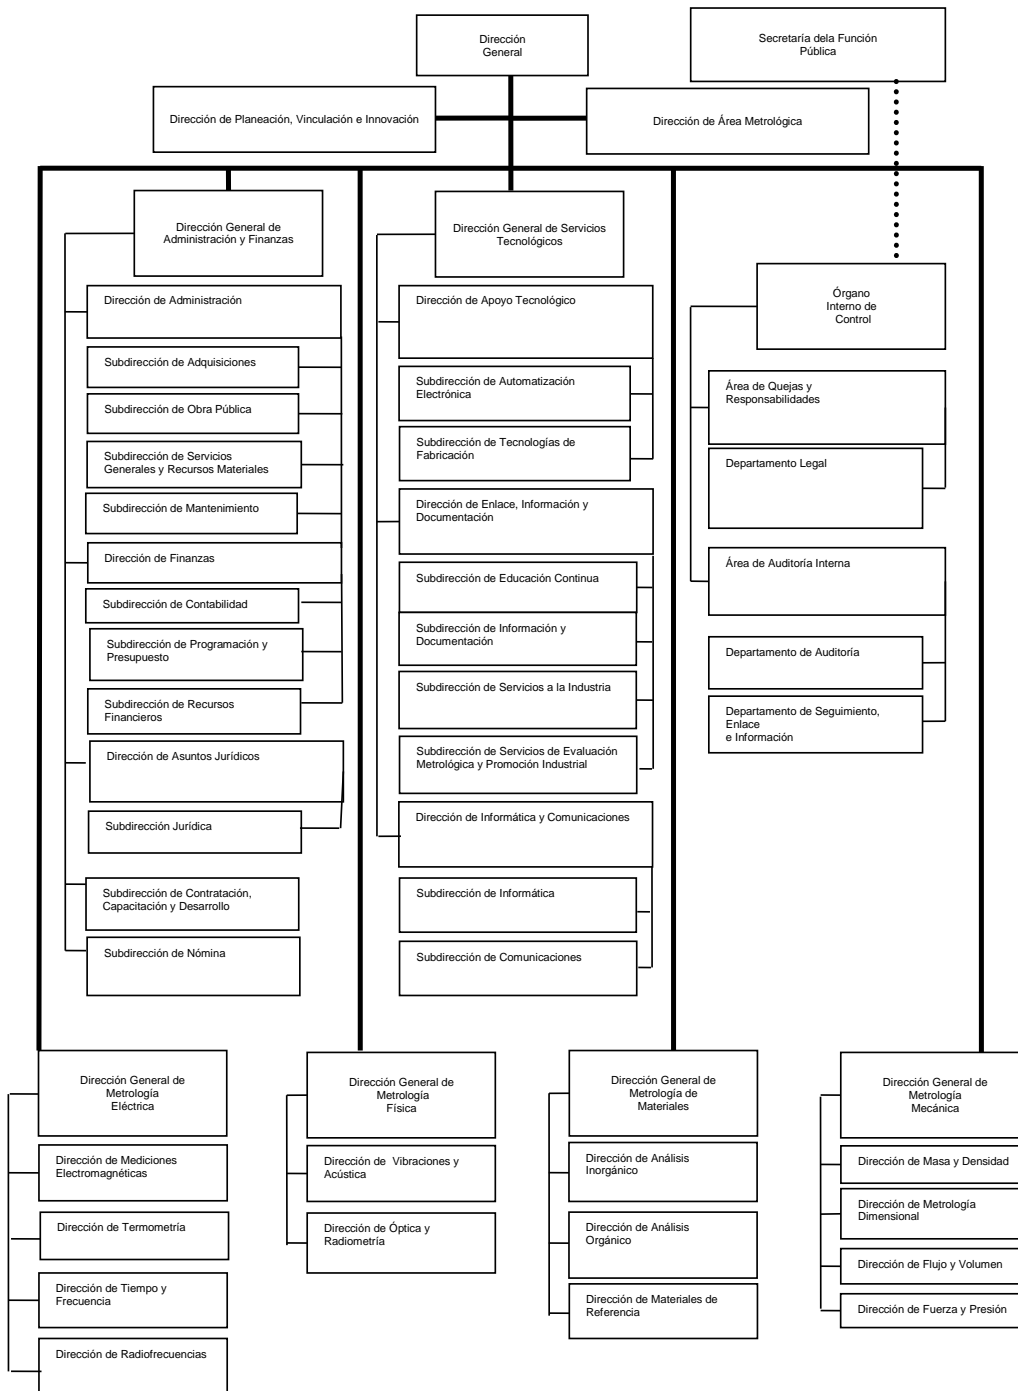 Dirección
General
Secretaría dela Función
Pública
Dirección de Planeación, Vinculación e Innovación
Dirección de Área Metrológica
Dirección General de
Administración y Finanzas
Dirección de Administración
Subdirección de Adquisiciones
Subdirección de Obra Pública
Subdirección de Servicios
Generales y Recursos Materiales
Subdirección de Mantenimiento
Dirección de Finanzas
Subdirección de Contabilidad
Subdirección de Programación y
Presupuesto
Subdirección de Recursos
Financieros
Dirección de Asuntos Jurídicos
Subdirección Jurídica
Subdirección de Contratación,
Capacitación y Desarrollo
Subdirección de Nómina
Dirección General de Servicios
Tecnológicos
Dirección de Apoyo Tecnológico
Subdirección de Automatización
Electrónica
Subdirección de Tecnologías de
Fabricación
Dirección de Enlace, Información y
Documentación
Subdirección de Educación Continua
Subdirección de Información y
Documentación
Subdirección de Servicios a la Industria
Subdirección de Servicios de Evaluación
Metrológica y Promoción Industrial
Dirección de Informática y Comunicaciones
Subdirección de Informática
Subdirección de Comunicaciones
Órgano
Interno de
Control
Área de Quejas y
Responsabilidades
Departamento Legal
Área de Auditoría Interna
Departamento de Auditoría
Departamento de Seguimiento,
Enlace
e Información
Dirección General de
Metrología
Eléctrica
Dirección de Mediciones
Electromagnéticas
Dirección de Termometría
Dirección de Tiempo y
Frecuencia
Dirección de Radiofrecuencias
Dirección General de
Metrología
Física
Dirección de Vibraciones y
Acústica
Dirección de Óptica y
Radiometría
Dirección General de
Metrología de
Materiales
Dirección de Análisis
Inorgánico
Dirección de Análisis
Orgánico
Dirección de Materiales de
Referencia
Dirección General de
Metrología
Mecánica
Dirección de Masa y Densidad
Dirección de Metrología
Dimensional
Dirección de Flujo y Volumen
Dirección de Fuerza y Presión